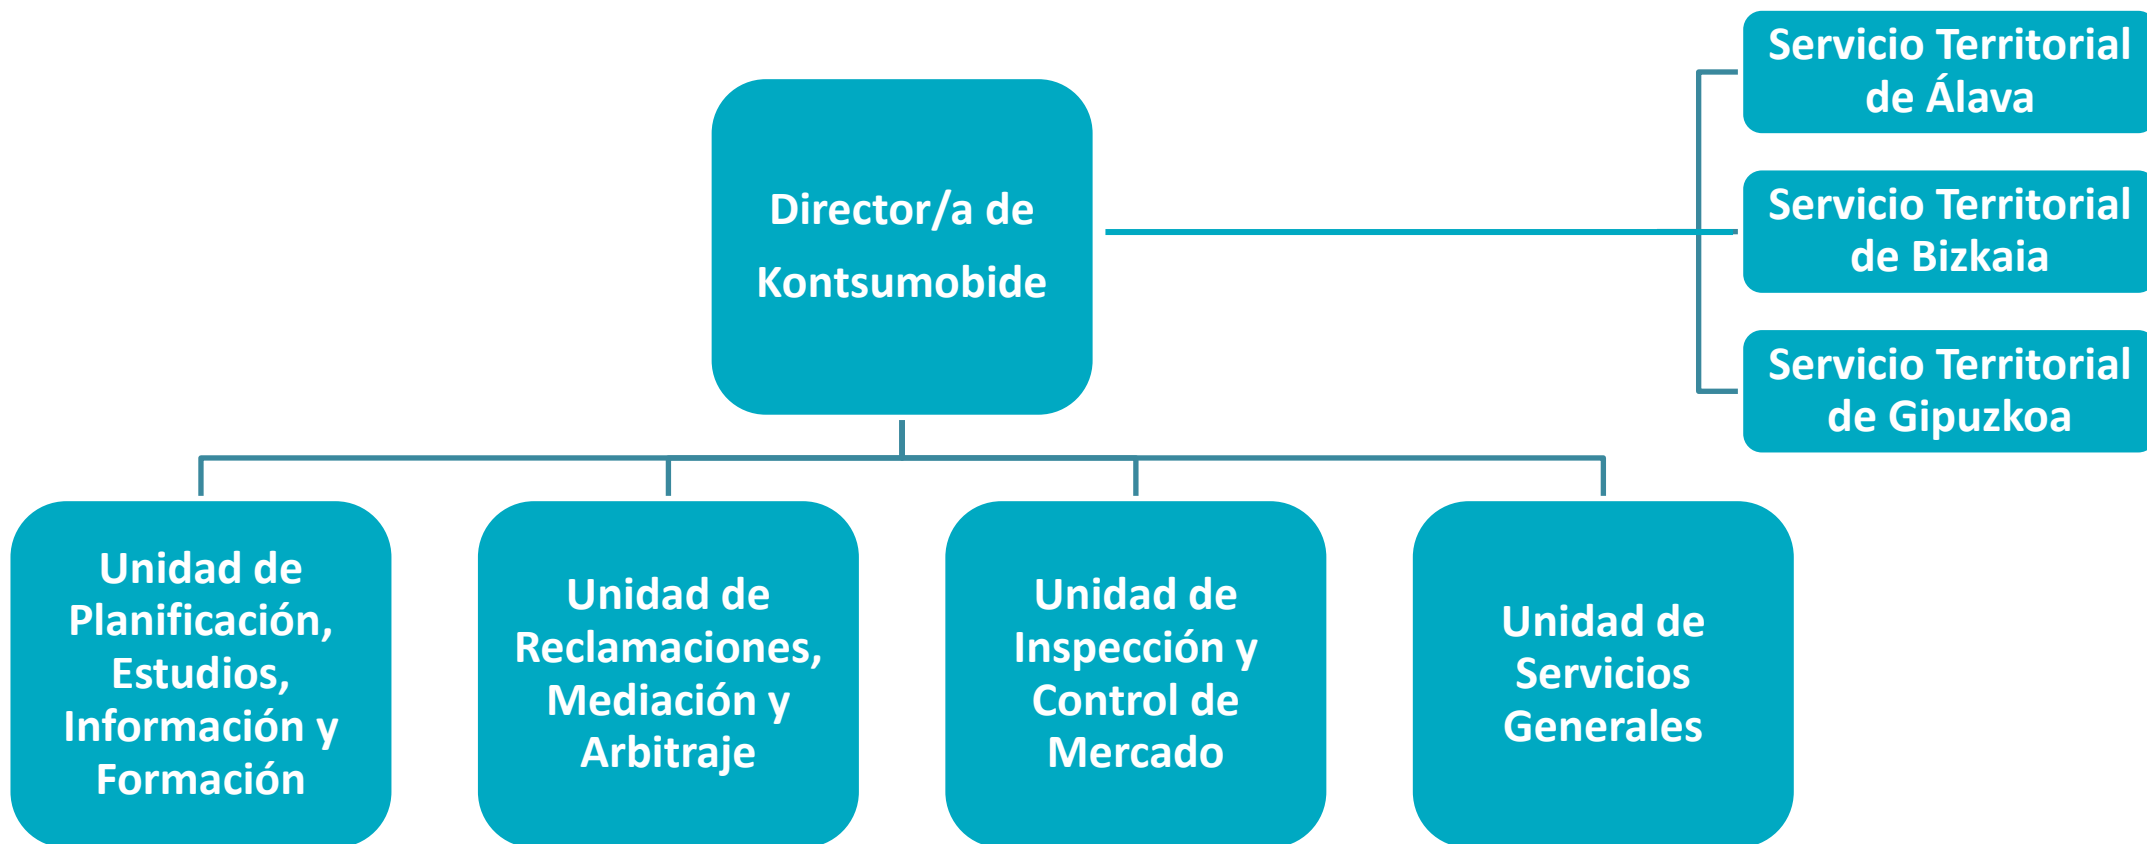 Servicio Territorial
de Álava
Director/a de
Kontsumobide
Servicio Territorial
de Bizkaia
Servicio Territorial
de Gipuzkoa
Unidad de
Planificación,
Estudios,
Información y
Formación
Unidad de
Reclamaciones,
Mediación y
Arbitraje
Unidad de
Inspección y
Control de
Mercado
Unidad de
Servicios
Generales